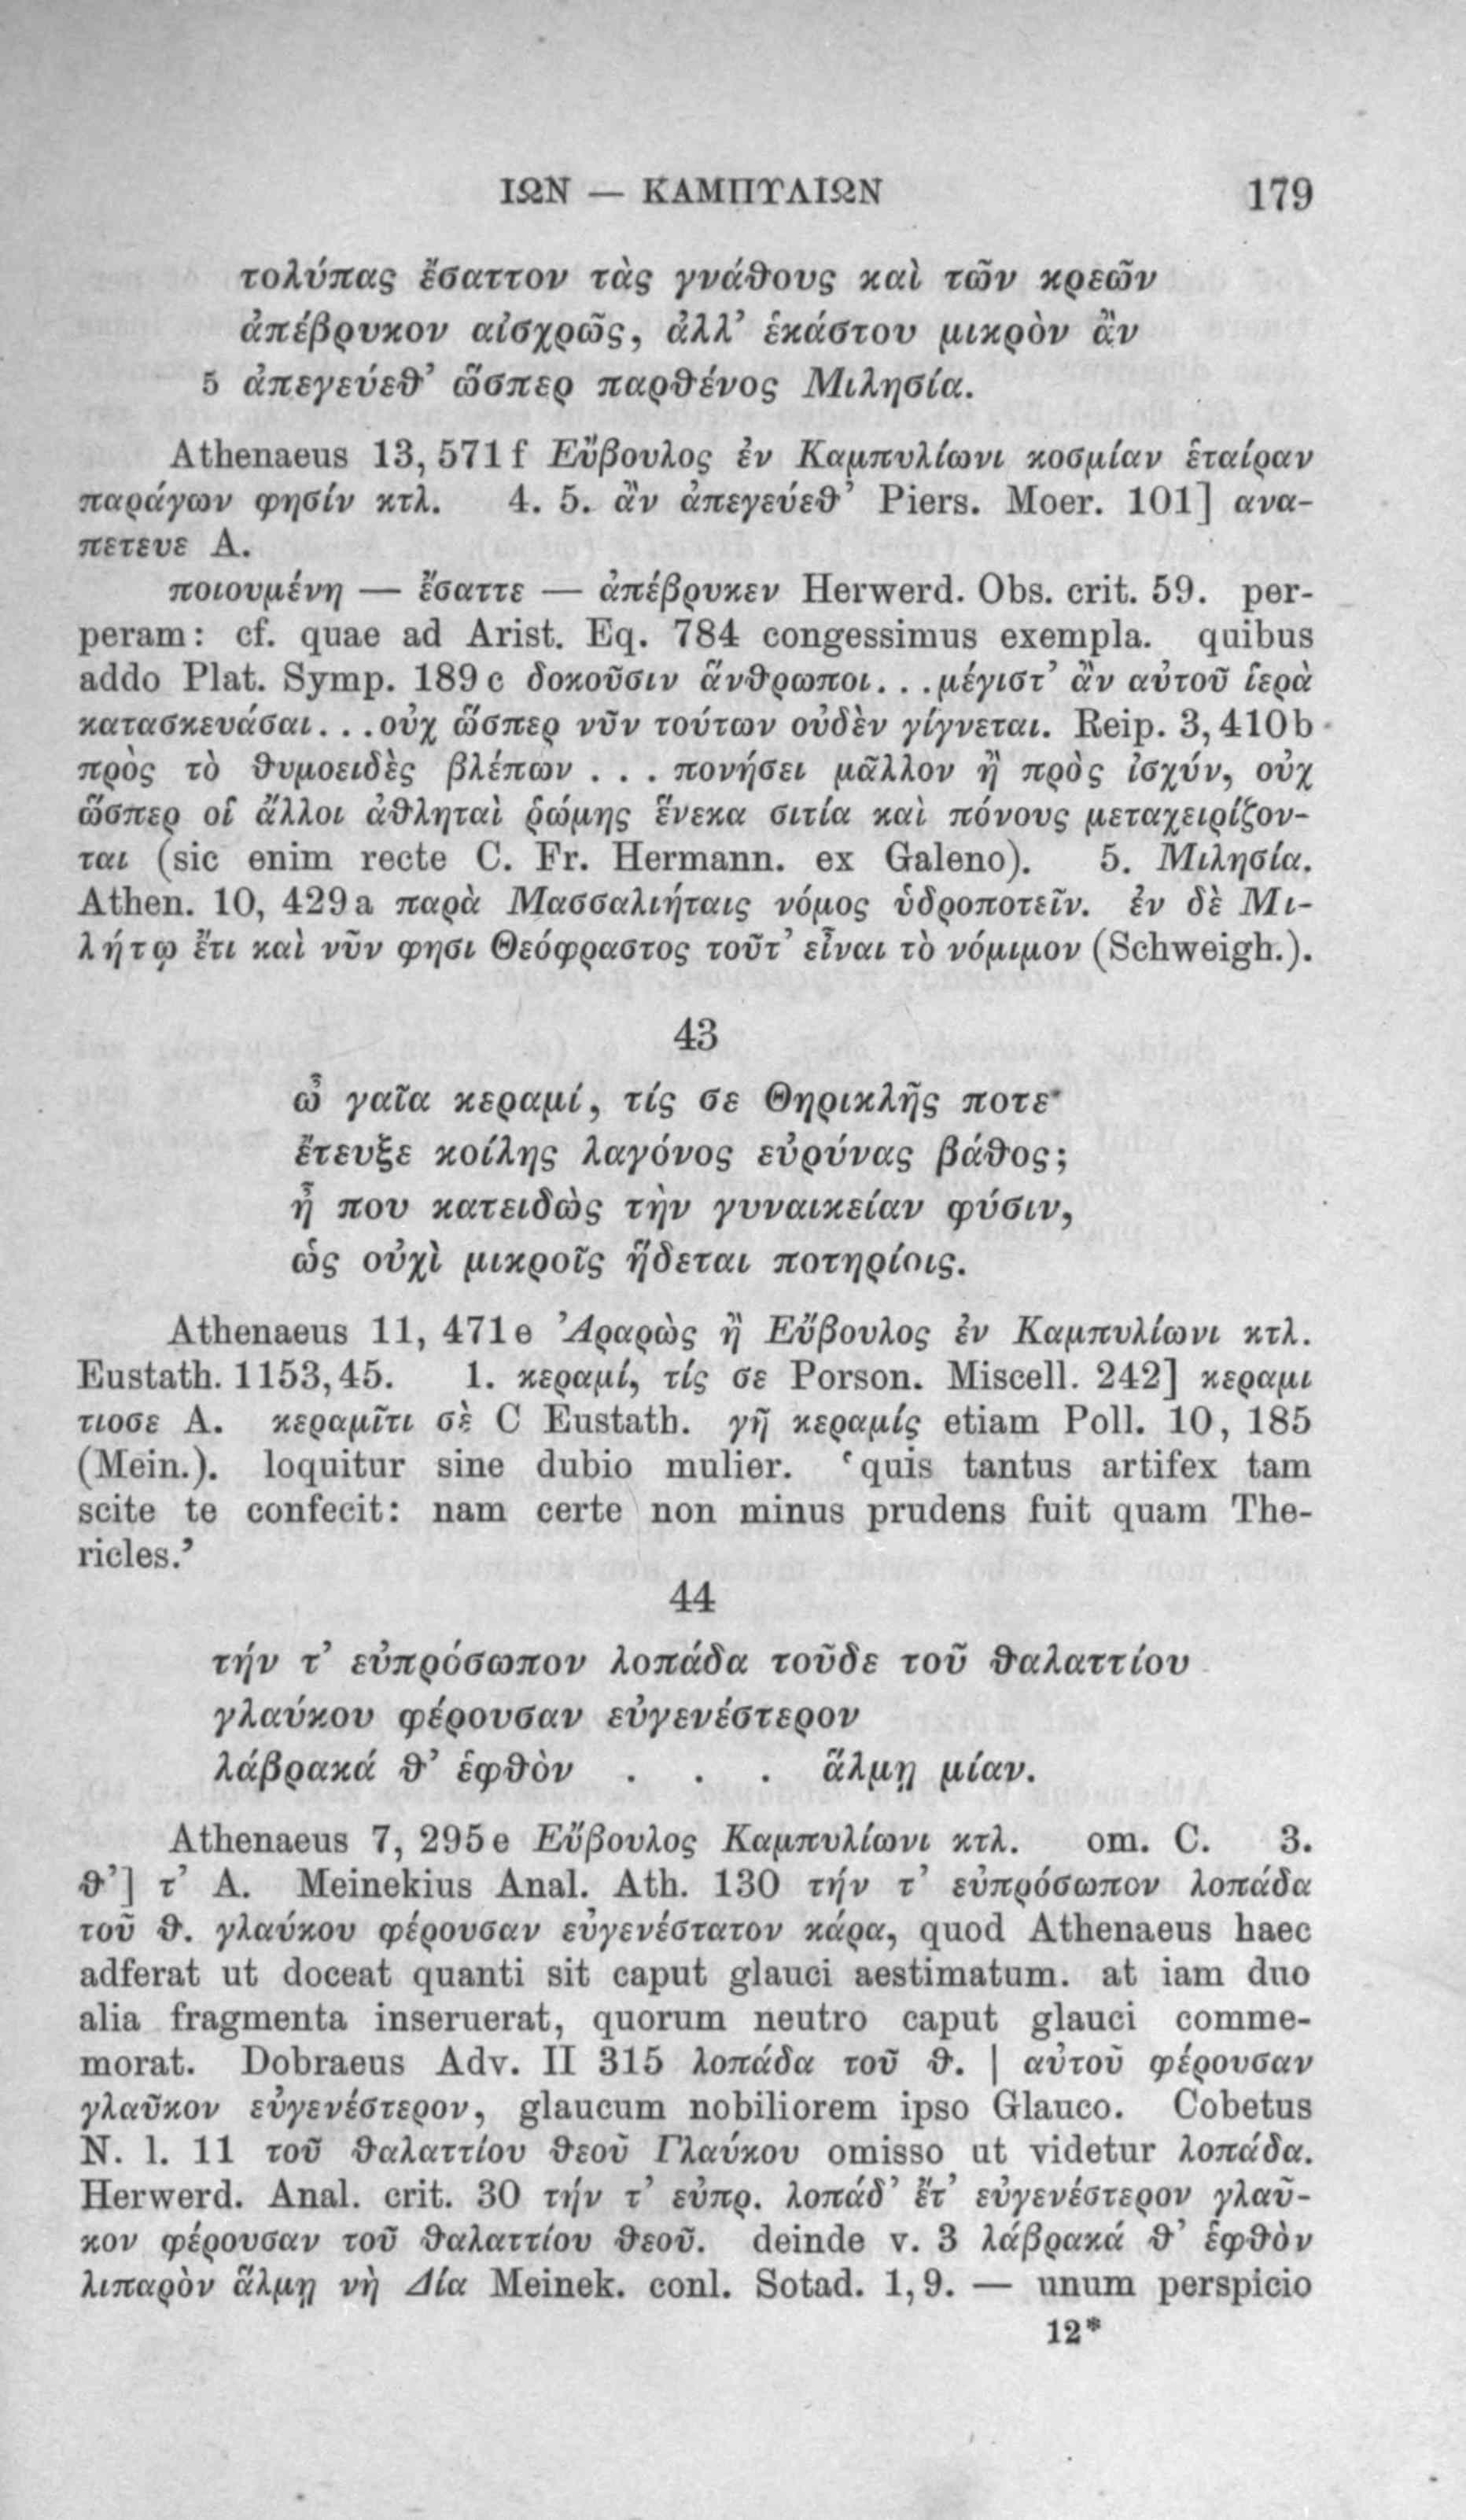 ΙΩΝ — ΚΑΜΠΥΛΙΩΝ 179
τολύπας ἔσαττον τὰς γνάθους καὶ τῶν κρεῶν
ἀπέβρυκον αἰσχρῶς, ἀλλ’ ἑκάστου μικρὸν ἂν
5 ἀπεγεύεθ’ ὥσπερ παρθένος Μιλησία.
Athenaeus 13, 571 f Εὔβουλος ἐν Καμπυλίωνι κοσμίαν ἑταίραν
παράγων φησίν κτλ. 4. 5. ἂν ἀπεγεύεθ’ Piers. Moer. 101] ανα-
πετευε A.
ποιουμένη — ἔσαττε — ἀπέβρυκεν Herwerd. Obs. crit. 59. per-
peram: cf. quae ad Arist. Eq. 784 congessimus exempla. quibus
addo Plat. Symp. 189 c δοκοῦσιν ἄνθρωποι. . .μέγιστ’ ἂν αὐτοῦ ἱερὰ
κατασκευάσαι. . .οὐχ ὥσπερ νῦν τούτων οὐδὲν γίγνεται. Reip. 3, 410 b
πρὸς τὸ θυμοειδὲς βλέπων . . . πονήσει μᾶλλον ἢ πρὸς ἰσχύν, οὐχ
ὥσπερ οἱ ἄλλοι ἀθληταὶ ῥώμης ἕνεκα σιτία καὶ πόνους μεταχειρίζον-
ται (sic enim recte C. Fr. Hermann. ex Galeno). 5. Μιλησία.
Athen. 10, 429 a παρὰ Μασσαλιήταις νόμος ὑδροποτεῖν. ἐν δὲ Μι-
λήτῳ ἔτι καὶ νῦν φησι Θεόφραστος τοῦτ’ εἶναι τὸ νόμιμον (Schweigh.).
43
ὦ γαῖα κεραμί, τίς σε Θηρικλῆς ποτε
ἔτευξε κοίλης λαγόνος εὐρύνας βάθος;
ἦ που κατειδὼς τὴν γυναικείαν φύσιν,
ὡς οὐχὶ μικροῖς ἥδεται ποτηρίοις.
Athenaeus 11, 471 e Ἀραρὼς ἢ Εὔβουλος ἐν Καμπυλίωνι κτλ.
Eustath. 1153, 45. 1. κεραμί, τίς σε Porson. Miscell. 242] κεραμι
τιοσε A. κεραμῖτι σὲ C Eustath. γῆ κεραμίς etiam Poll. 10, 185
(Mein.). loquitur sine dubio mulier. ‘quis tantus artifex tam
scite te confecit: nam certe non minus prudens fuit quam The-
ricles.’
44
τήν τ’ εὐπρόσωπον λοπάδα τοῦδε τοῦ θαλαττίου
γλαύκου φέρουσαν εὐγενέστερον
λάβρακά θ’ ἑφθὸν . . . ἅλμῃ μίαν.
Athenaeus 7, 295 e Εὔβουλος Καμπυλίωνι κτλ. om. C. 3.
θ’] τ’ A. Meinekius Anal. Ath. 130 τήν τ’ εὐπρόσωπον λοπάδα
τοῦ θ. γλαύκου φέρουσαν εὐγενέστατον κάρα, quod Athenaeus haec
adferat ut doceat quanti sit caput glauci aestimatum. at iam duo
alia fragmenta inseruerat, quorum neutro caput glauci comme-
morat. Dobraeus Adv. II 315 λοπάδα τοῦ θ. | αὐτοῦ φέρουσαν
γλαῦκον εὐγενέστερον, glaucum nobiliorem ipso Glauco. Cobetus
N. l. 11 τοῦ θαλαττίου θεοῦ Γλαύκου omisso ut videtur λοπάδα.
Herwerd. Anal. crit. 30 τήν τ’ εὐπρ. λοπάδ’ ἔτ’ εὐγενέστερον γλαῦ-
κον φέρουσαν τοῦ θαλαττίου θεοῦ. deinde v. 3 λάβρακά θ’ ἑφθὸν
λιπαρὸν ἅλμῃ νὴ Δία Meinek. conl. Sotad. 1, 9. — unum perspicio
12*